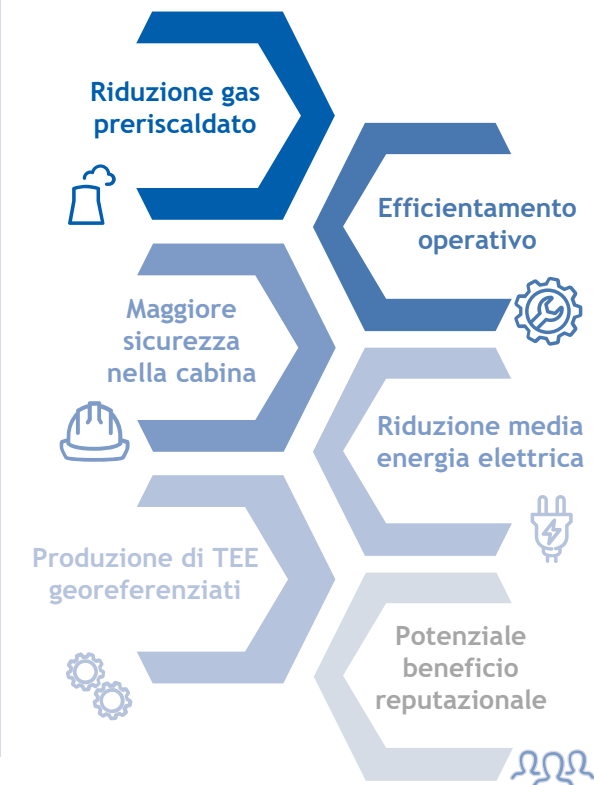 Riduzione gas
preriscaldato
Efficientamento
operativo
Maggiore
sicurezza
nella cabina
Riduzione media
energia elettrica
Produzione di TEE
georeferenziati
Potenziale
beneficio
reputazionale